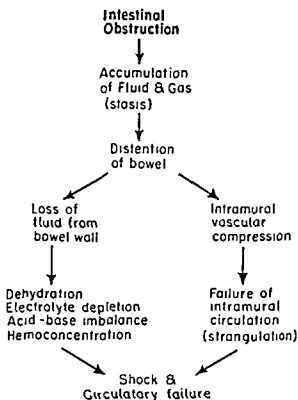 Intestinal
Obstruction
Accumulation
of Fluid & Gas
(stasis)
Distention
of bowel
Loss of
fluid from
bowel wall
Intramural
vascular
compression
Dehydration
Electrolyte depletion
Acid-base imbalance
Hemoconcentration
Failure of
intramural
circulation
(strangulation)
Shock &
Circulatory failure